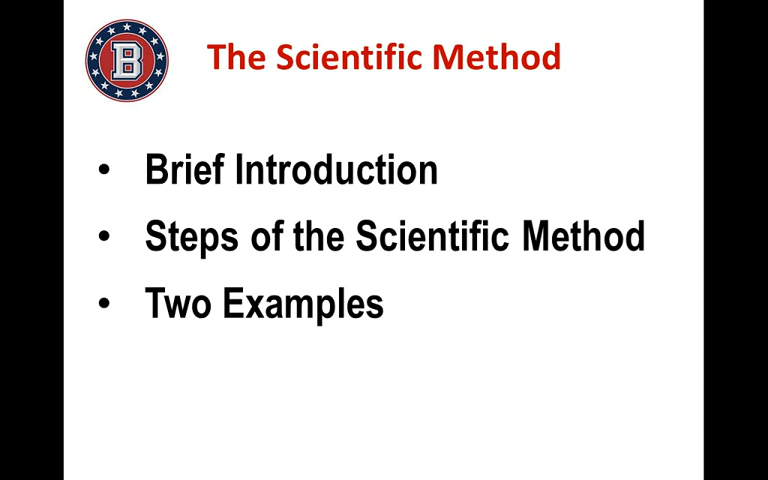 B
The Scientific Method
• Brief Introduction
• Steps of the Scientific Method
• Two Examples